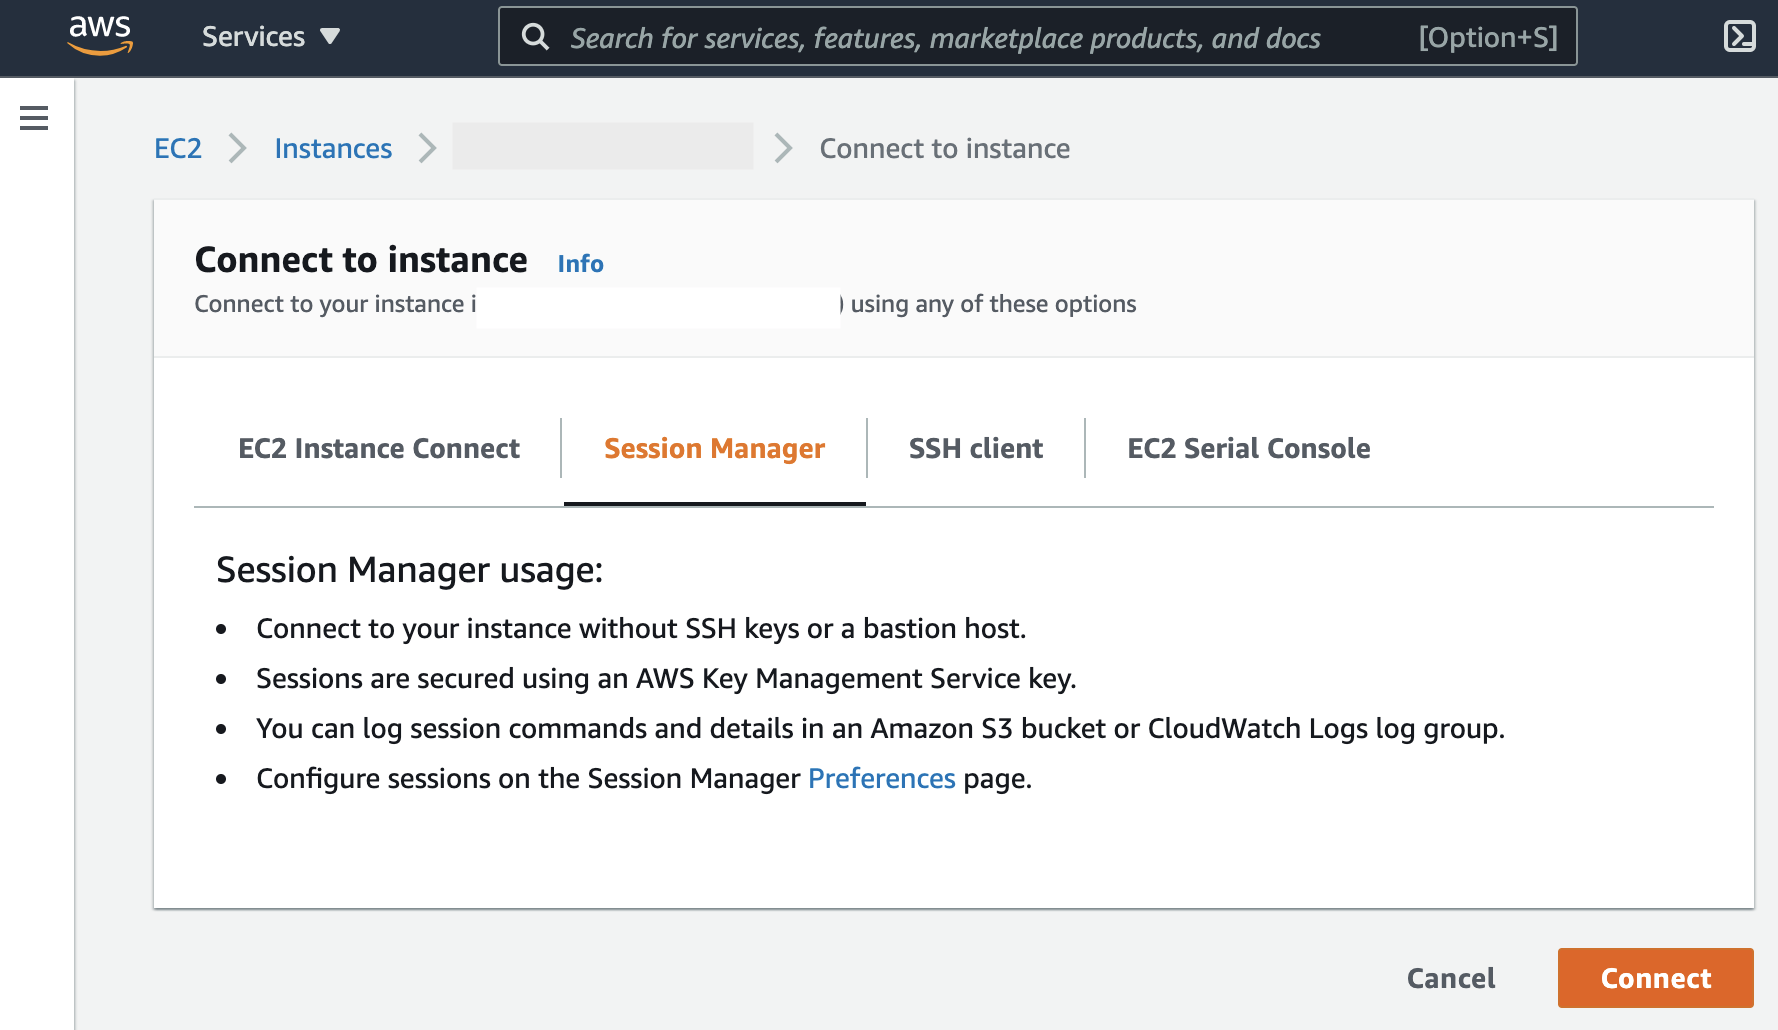 aws
Services
Search for services, features, marketplace products, and docs [Option+S]
EC2 Instances Connect to instance
Connect to instance Info
Connect to your instance i ) using any of these options
EC2 Instance Connect Session Manager SSH client EC2 Serial Console
Session Manager usage:
• Connect to your instance without SSH keys or a bastion host.
• Sessions are secured using an AWS Key Management Service key.
• You can log session commands and details in an Amazon S3 bucket or CloudWatch Logs log group.
• Configure sessions on the Session Manager Preferences page.
Cancel Connect